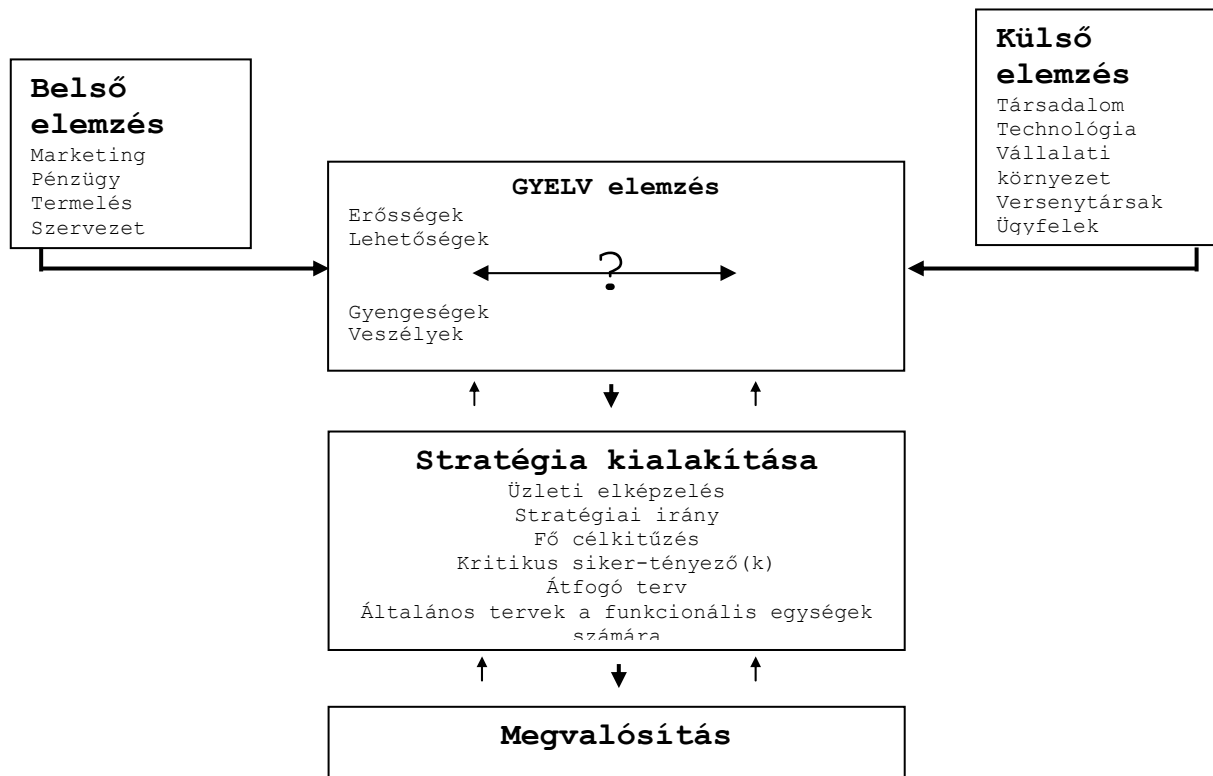 Belső
elemzés
Marketing
Pénzügy
Termelés
Szervezet
Külső
elemzés
Társadalom
Technológia
Vállalati
környezet
Versenytársak
Ügyfelek
GYELV elemzés
Erősségek
Lehetőségek
?
Gyengeségek
Veszélyek
Stratégia kialakítása
Üzleti elképzelés
Stratégiai irány
Fő célkitűzés
Kritikus siker-tényező(k)
Átfogó terv
Általános tervek a funkcionális egységek
számára
Megvalósítás